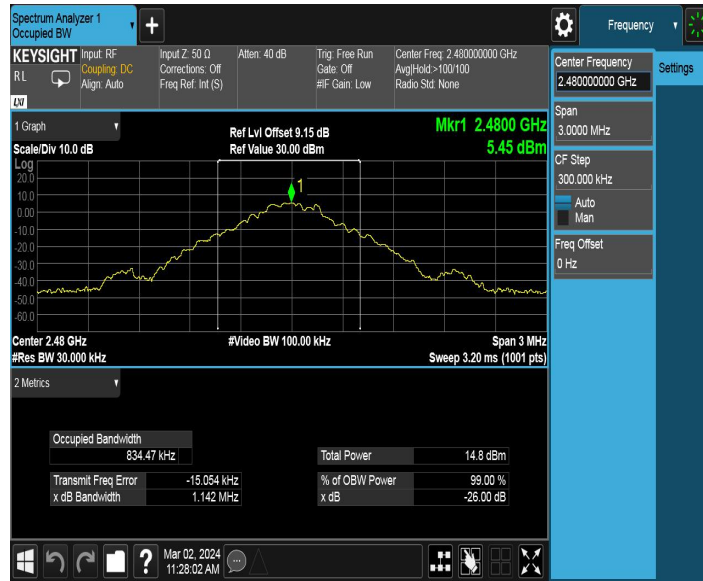 Spectrum Analyzer 1
Occupied BW
+
Frequency
KEYSIGHT
RL
LXI
Input: RF
Coupling: DC
Align: Auto
Input Z: 50 Ω
Corrections: Off
Freq Ref: Int (S)
Atten: 40 dB
Trig: Free Run
Gate: Off
#IF Gain: Low
Center Freq: 2.480000000 GHz
Avg|Hold:>100/100
Radio Std: None
1 Graph
Scale/Div 10.0 dB
Ref Lvl Offset 9.15 dB
Ref Value 30.00 dBm
Mkr1 2.4800 GHz
5.45 dBm
Log
20.0
10.0
0.00
-10.0
-20.0
-30.0
-40.0
-50.0
-60.0
1
Center 2.48 GHz
#Res BW 30.000 kHz
#Video BW 100.00 kHz
Span 3 MHz
Sweep 3.20 ms (1001 pts)
2 Metrics
Occupied Bandwidth
834.47 kHz
Transmit Freq Error -15.054 kHz
x dB Bandwidth 1.142 MHz
Total Power 14.8 dBm
% of OBW Power 99.00 %
x dB -26.00 dB
Center Frequency
2.480000000 GHz
Span
3.0000 MHz
CF Step
300.000 kHz
Auto
Man
Freq Offset
0 Hz
Settings
?
Mar 02, 2024
11:28:02 AM